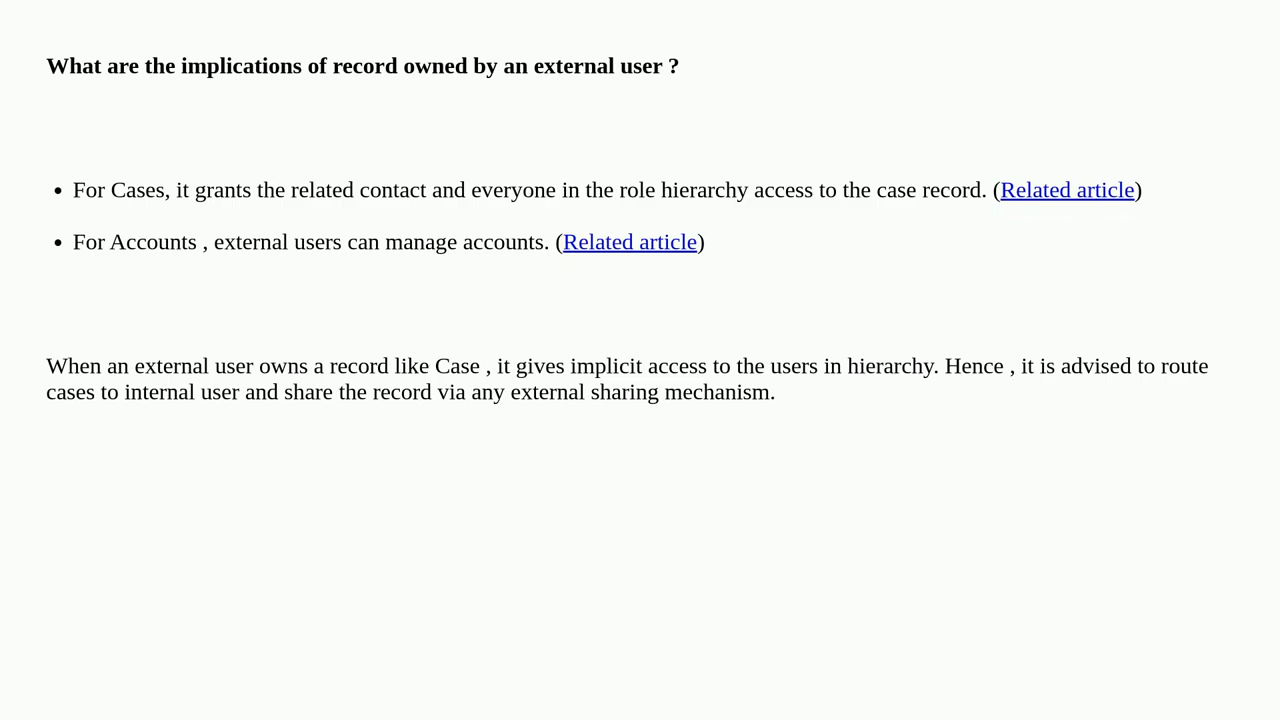 What are the implications of record owned by an external user ?
• For Cases, it grants the related contact and everyone in the role hierarchy access to the case record. (Related article)
• For Accounts , external users can manage accounts. (Related article)
When an external user owns a record like Case , it gives implicit access to the users in hierarchy. Hence , it is advised to route
cases to internal user and share the record via any external sharing mechanism.